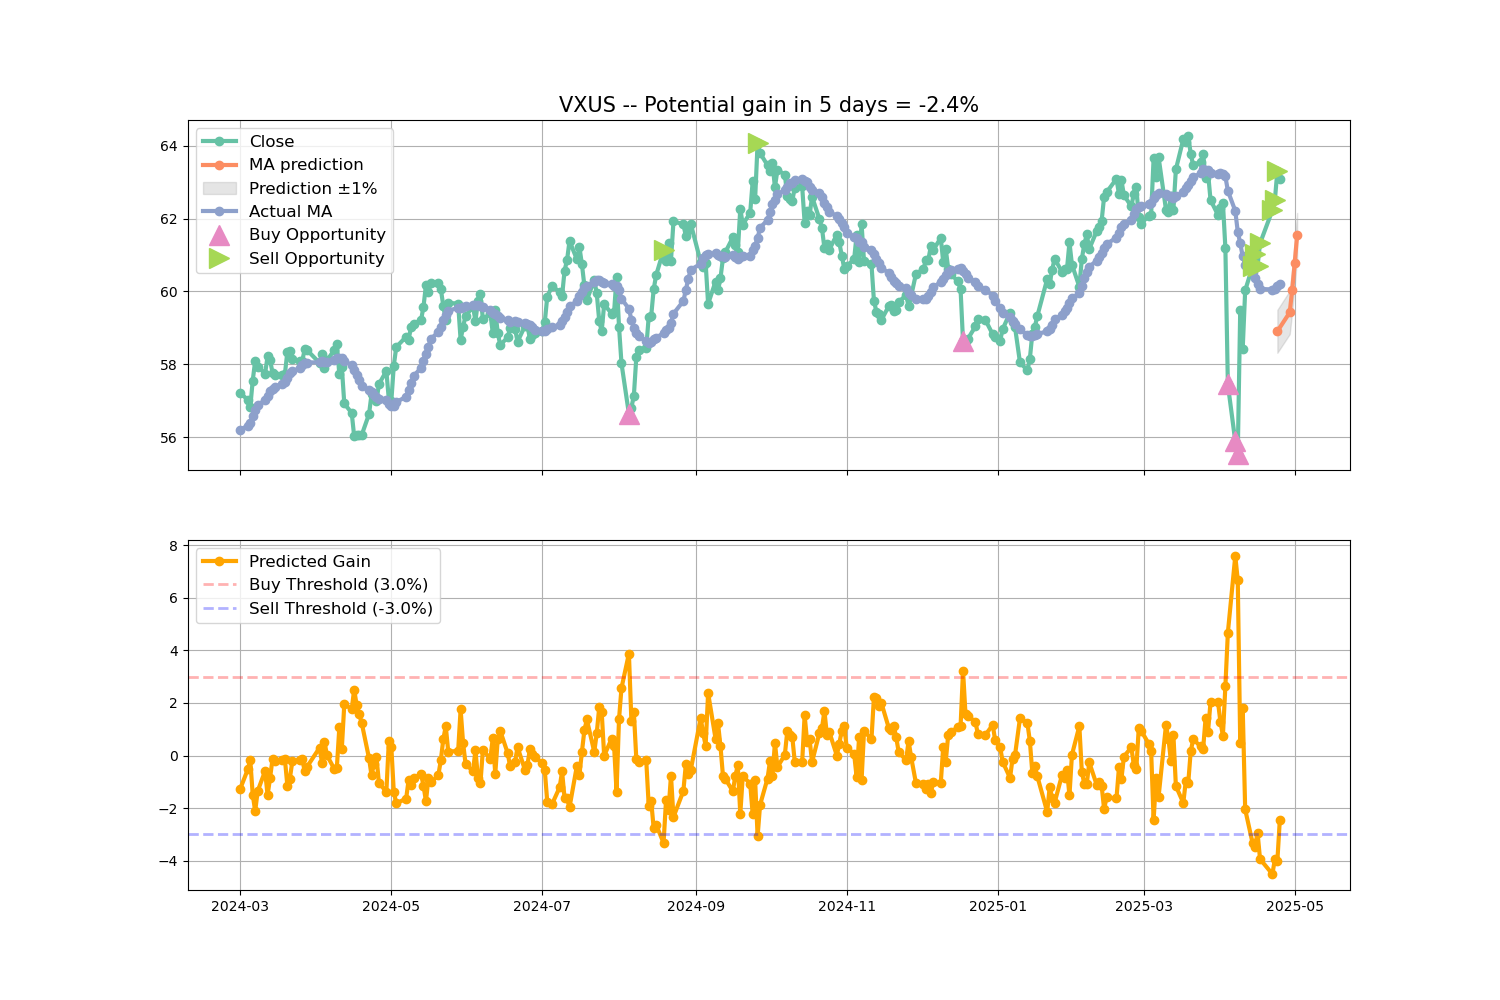 VXUS -- Potential gain in 5 days = -2.4%
Close
MA prediction
Prediction ±1%
Actual MA
Buy Opportunity
Sell Opportunity
64
62
60
58
56
Predicted Gain
Buy Threshold (3.0%)
Sell Threshold (-3.0%)
8
6
4
2
0
−2
−4
2024-03
2024-05
2024-07
2024-09
2024-11
2025-01
2025-03
2025-05